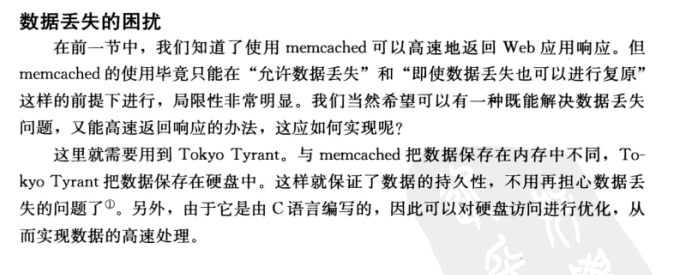 数据丢失的困扰
在前一节中，我们知道了使用 memcached 可以高速地返回 Web 应用响应。但
memcached 的使用毕竟只能在“允许数据丢失”和“即使数据丢失也可以进行复原”
这样的前提下进行，局限性非常明显。我们当然希望可以有一种既能解决数据丢失
问题，又能高速返回响应的办法，这应如何实现呢？
这里就需要用到 Tokyo Tyrant。与 memcached 把数据保存在内存中不同，To-
kyo Tyrant 把数据保存在硬盘中。这样就保证了数据的持久性，不用再担心数据丢
失的问题了①。另外，由于它是由 C 语言编写的，因此可以对硬盘访问进行优化，从
而实现数据的高速处理。